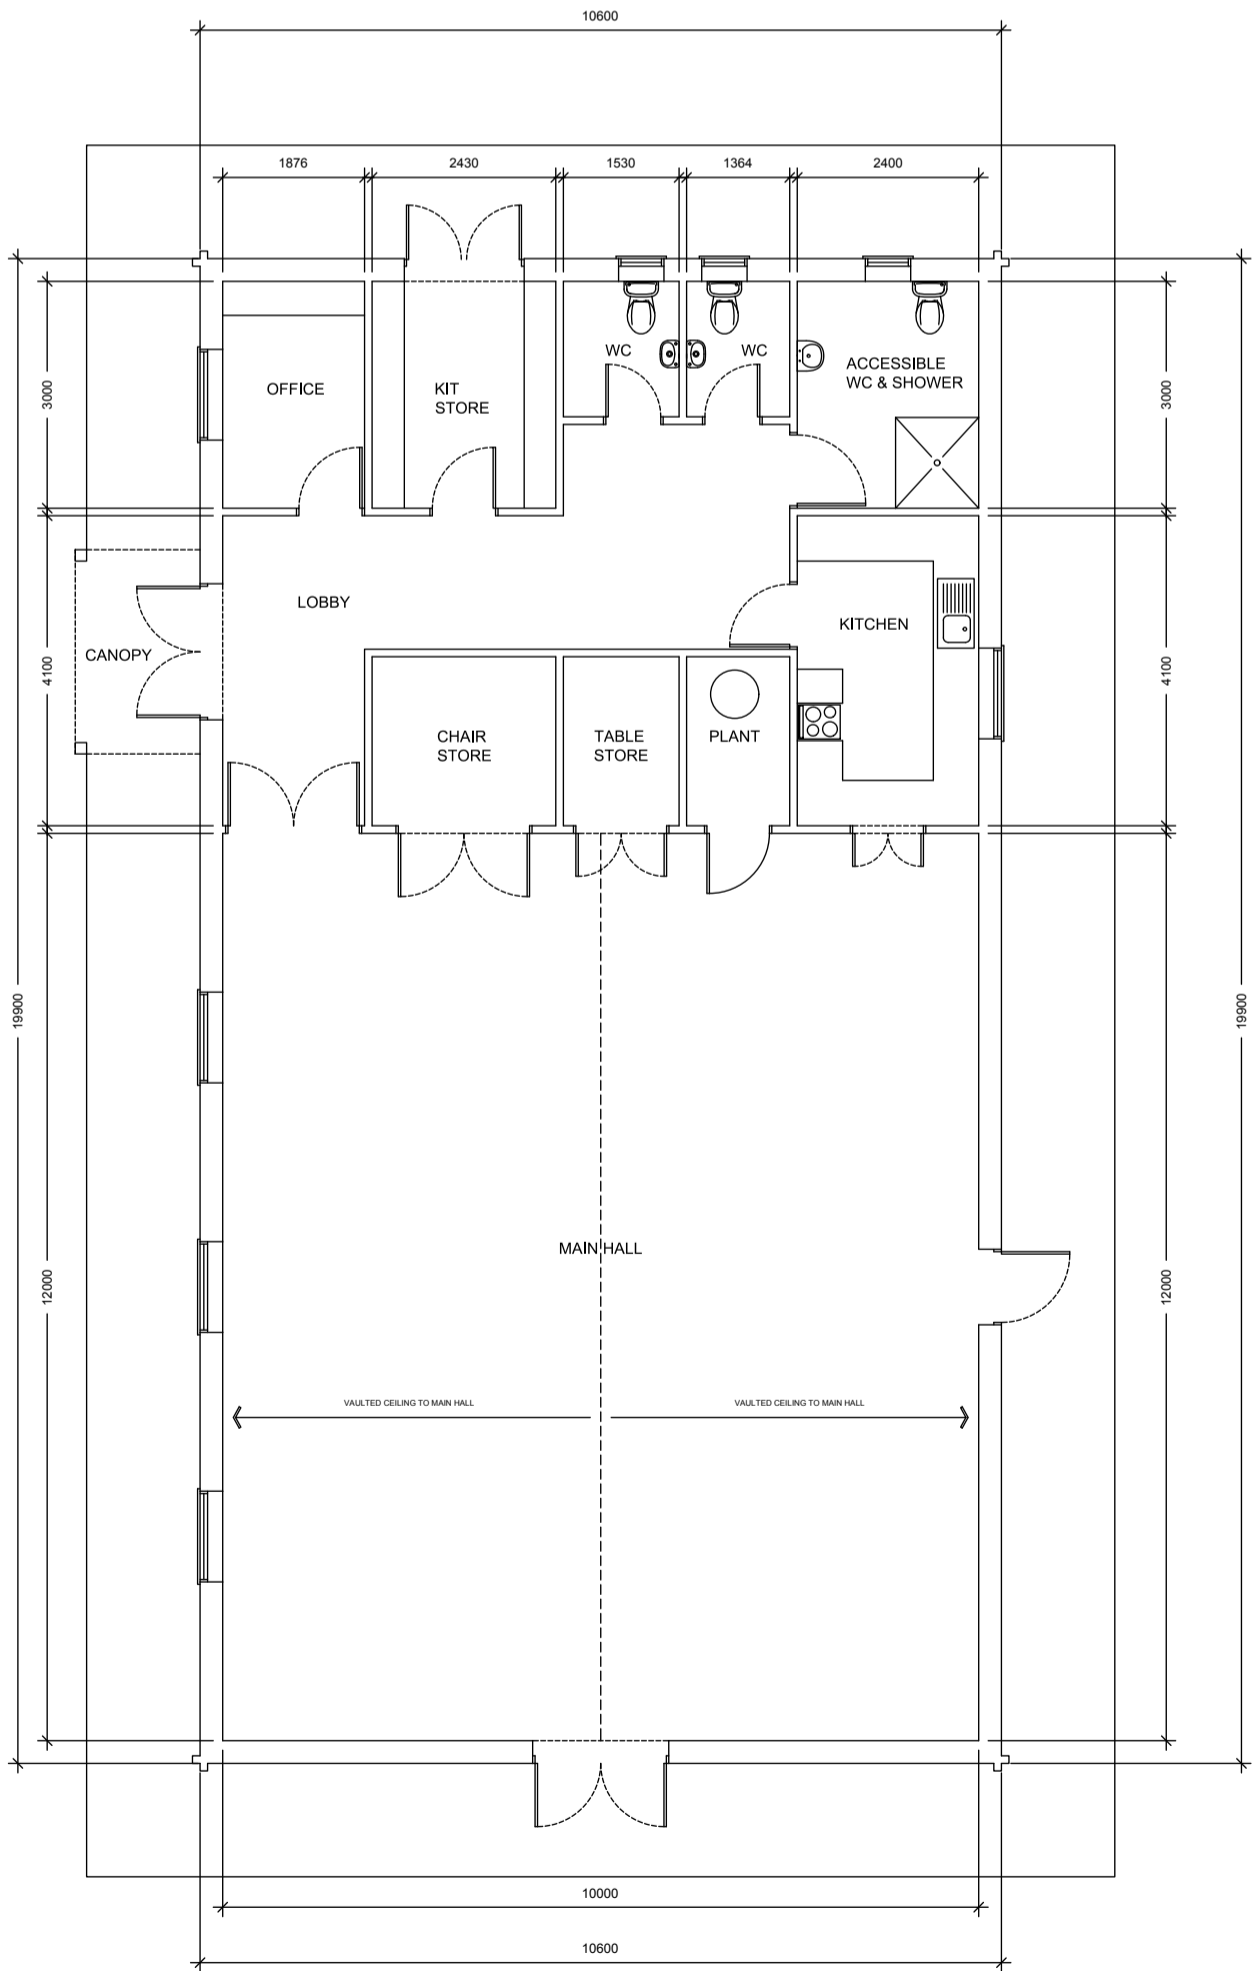 10600
1876
2430
1530
1364
2400
WC
WC
ACCESSIBLE
WC & SHOWER
OFFICE
KIT
STORE
3000
3000
LOBBY
KITCHEN
CANOPY
4100
4100
CHAIR
STORE
TABLE
STORE
PLANT
19900
19900
MAIN HALL
12000
12000
VAULTED CEILING TO MAIN HALL
VAULTED CEILING TO MAIN HALL
10000
10600